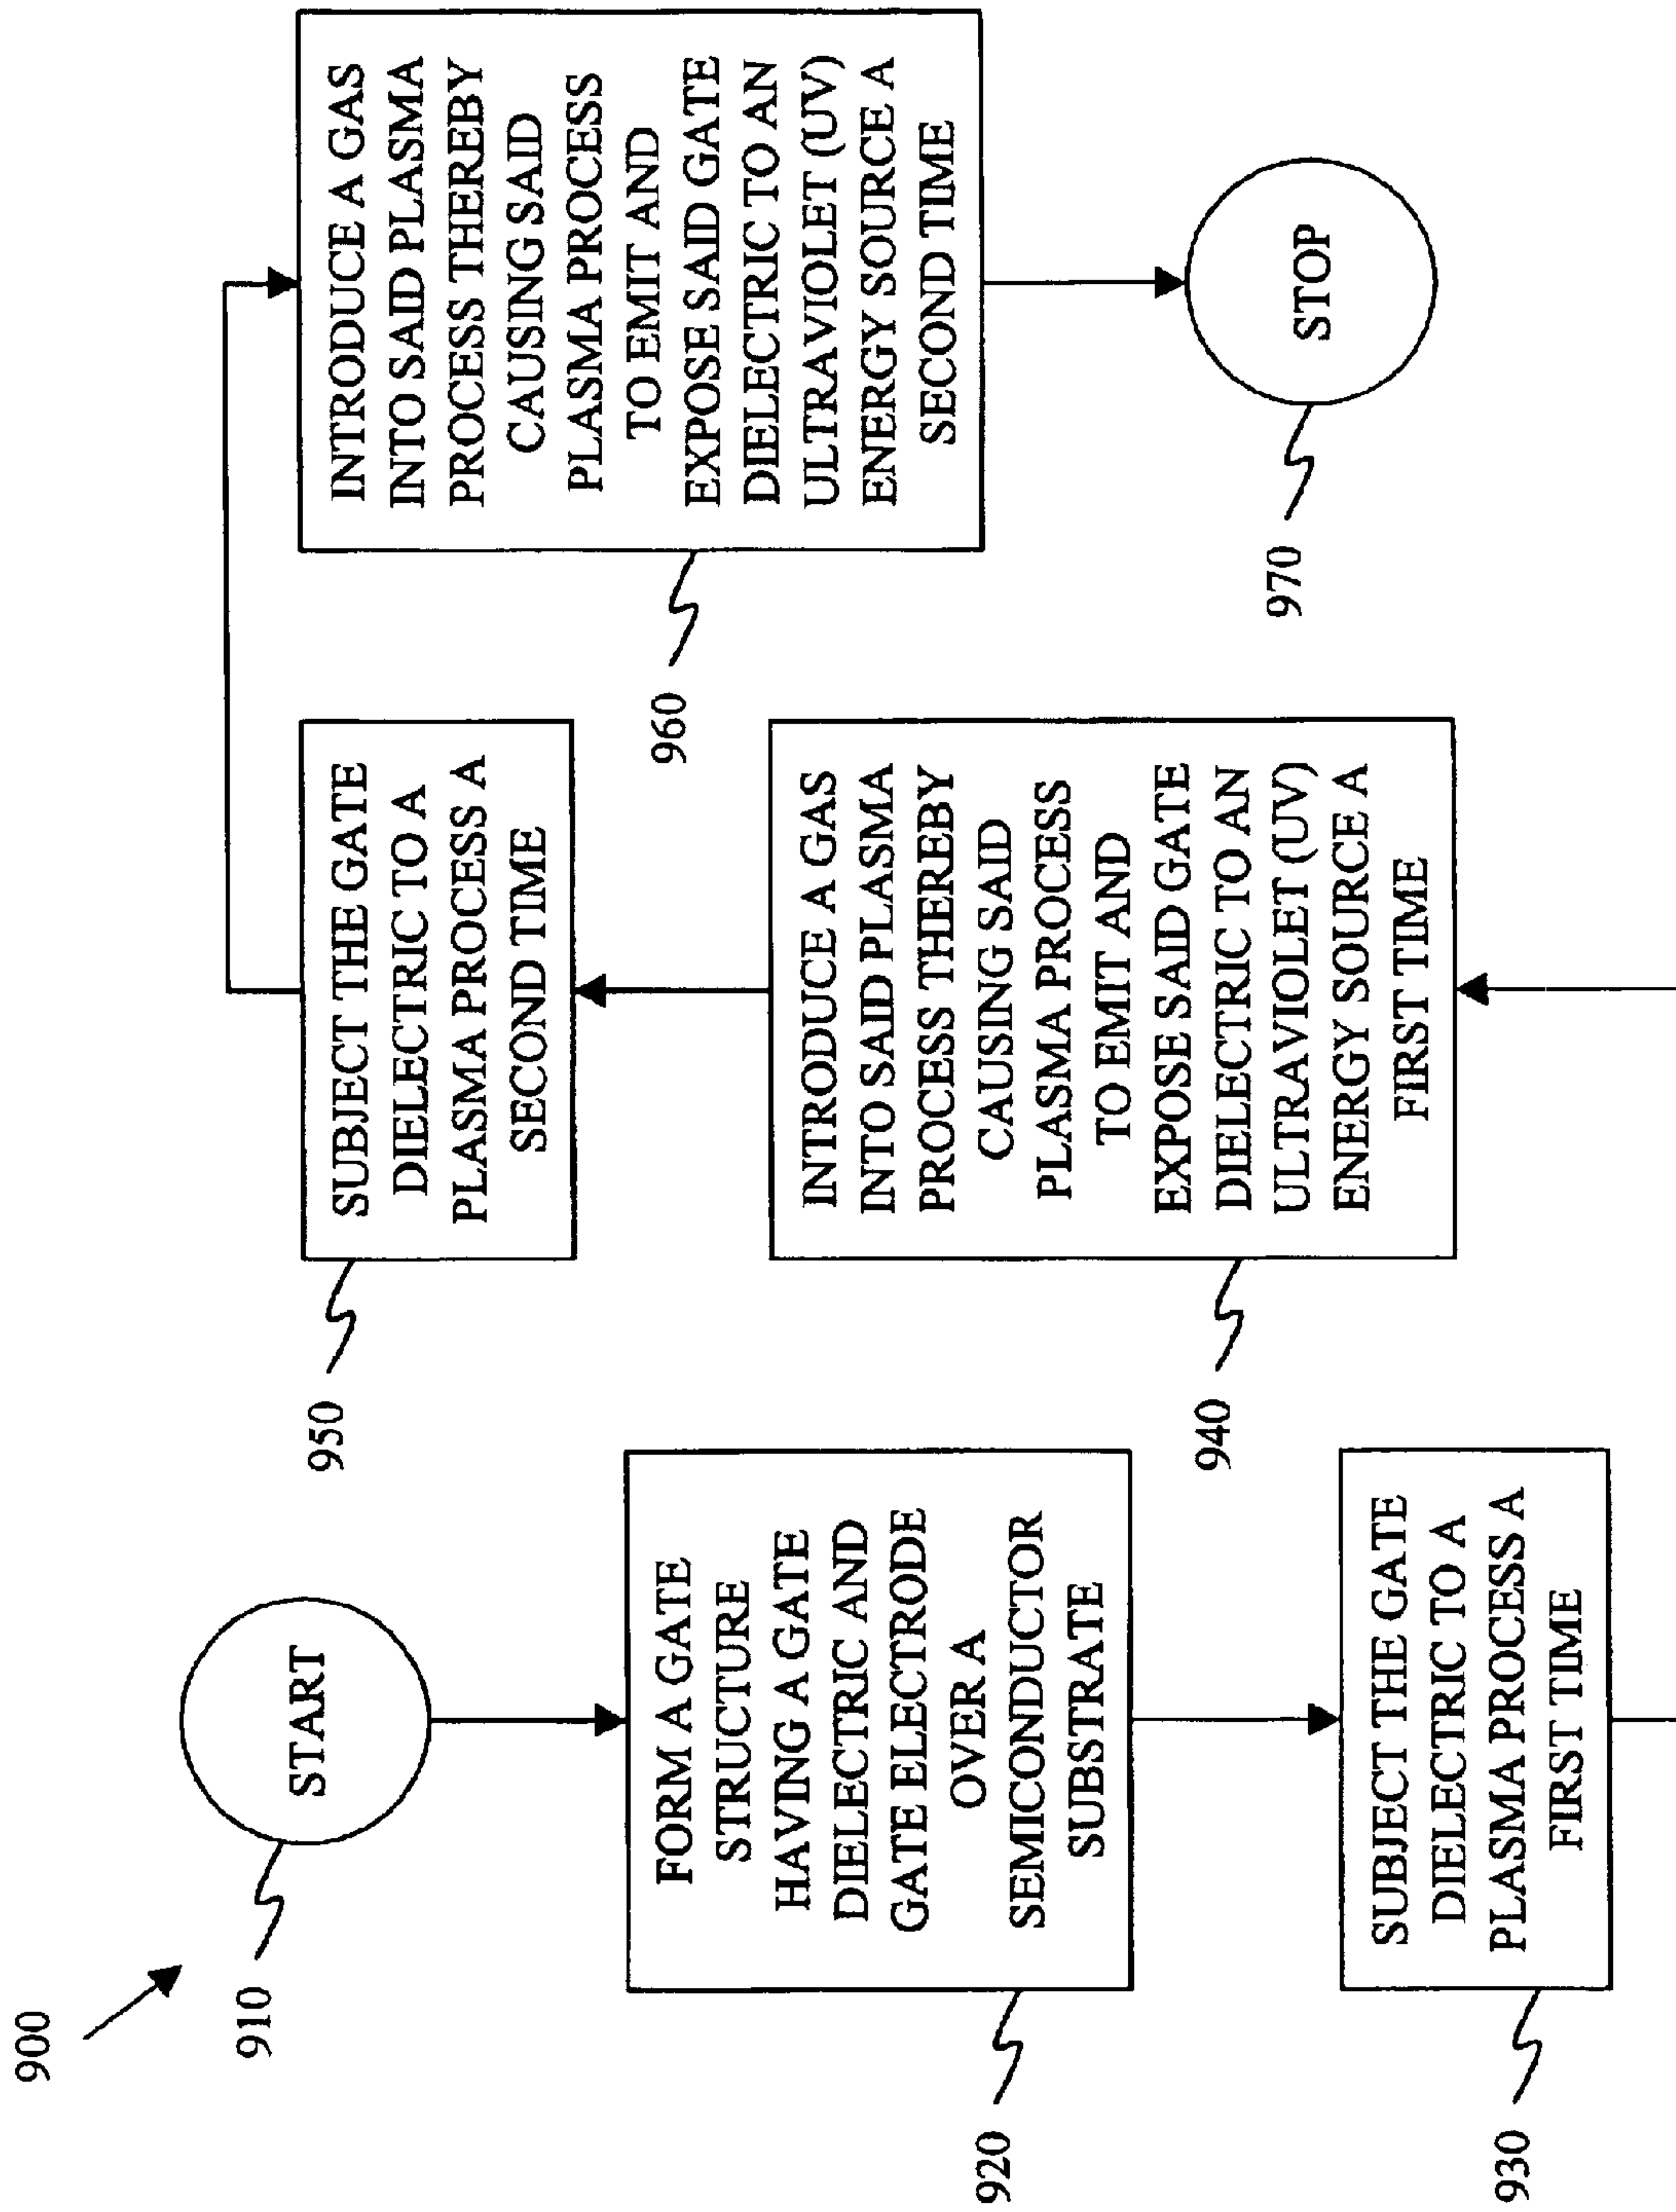 900
910
START
920
FORM A GATE
STRUCTURE
HAVING A GATE
DIELECTRIC AND
GATE ELECTRODE
OVER A
SEMICONDUCTOR
SUBSTRATE
930
SUBJECT THE GATE
DIELECTRIC TO A
PLASMA PROCESS A
FIRST TIME
940
INTRODUCE A GAS
INTO SAID PLASMA
PROCESS THEREBY
CAUSING SAID
PLASMA PROCESS
TO EMIT AND
EXPOSE SAID GATE
DIELECTRIC TO AN
ULTRAVIOLET (UV)
ENERGY SOURCE A
FIRST TIME
950
SUBJECT THE GATE
DIELECTRIC TO A
PLASMA PROCESS A
SECOND TIME
960
INTRODUCE A GAS
INTO SAID PLASMA
PROCESS THEREBY
CAUSING SAID
PLASMA PROCESS
TO EMIT AND
EXPOSE SAID GATE
DIELECTRIC TO AN
ULTRAVIOLET (UV)
ENERGY SOURCE A
SECOND TIME
970
STOP